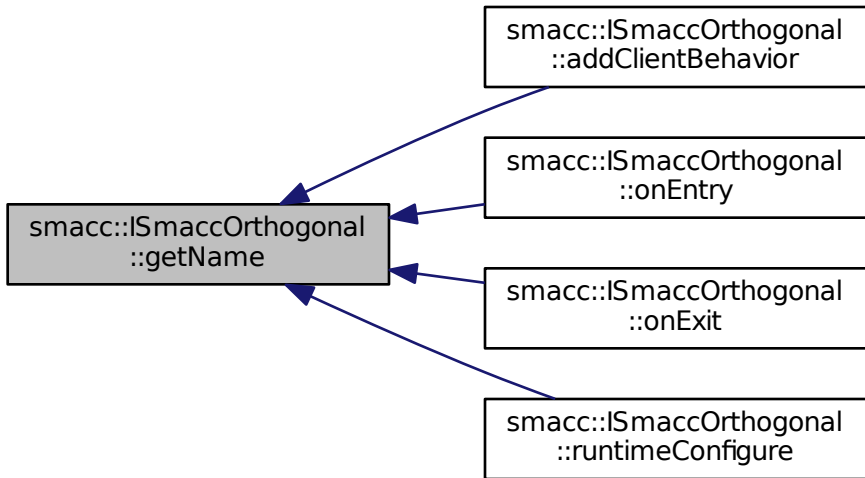 smacc::ISmaccOrthogonal
::addClientBehavior
smacc::ISmaccOrthogonal
::onEntry
smacc::ISmaccOrthogonal
::getName
smacc::ISmaccOrthogonal
::onExit
smacc::ISmaccOrthogonal
::runtimeConfigure